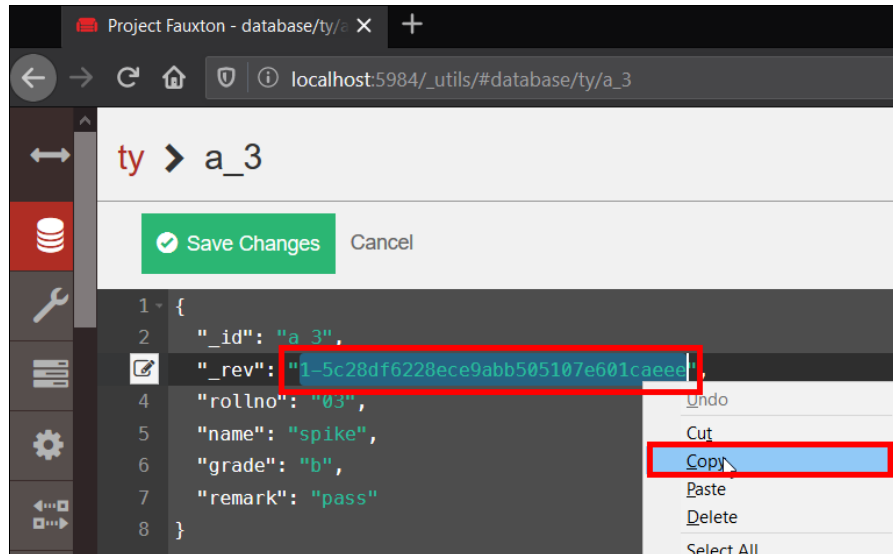 Project Fauxton - database/ty/a
localhost:5984/_utils/#database/ty/a_3
ty > a_3
Save Changes Cancel
1 {
2 "_id": "a_3",
"_rev": "1-5c28df6228ece9abb505107e601caeee",
4 "rollno": "03",
5 "name": "spike",
6 "grade": "b",
7 "remark": "pass"
8 }
Undo
Cut
Copy
Paste
Delete
Select All